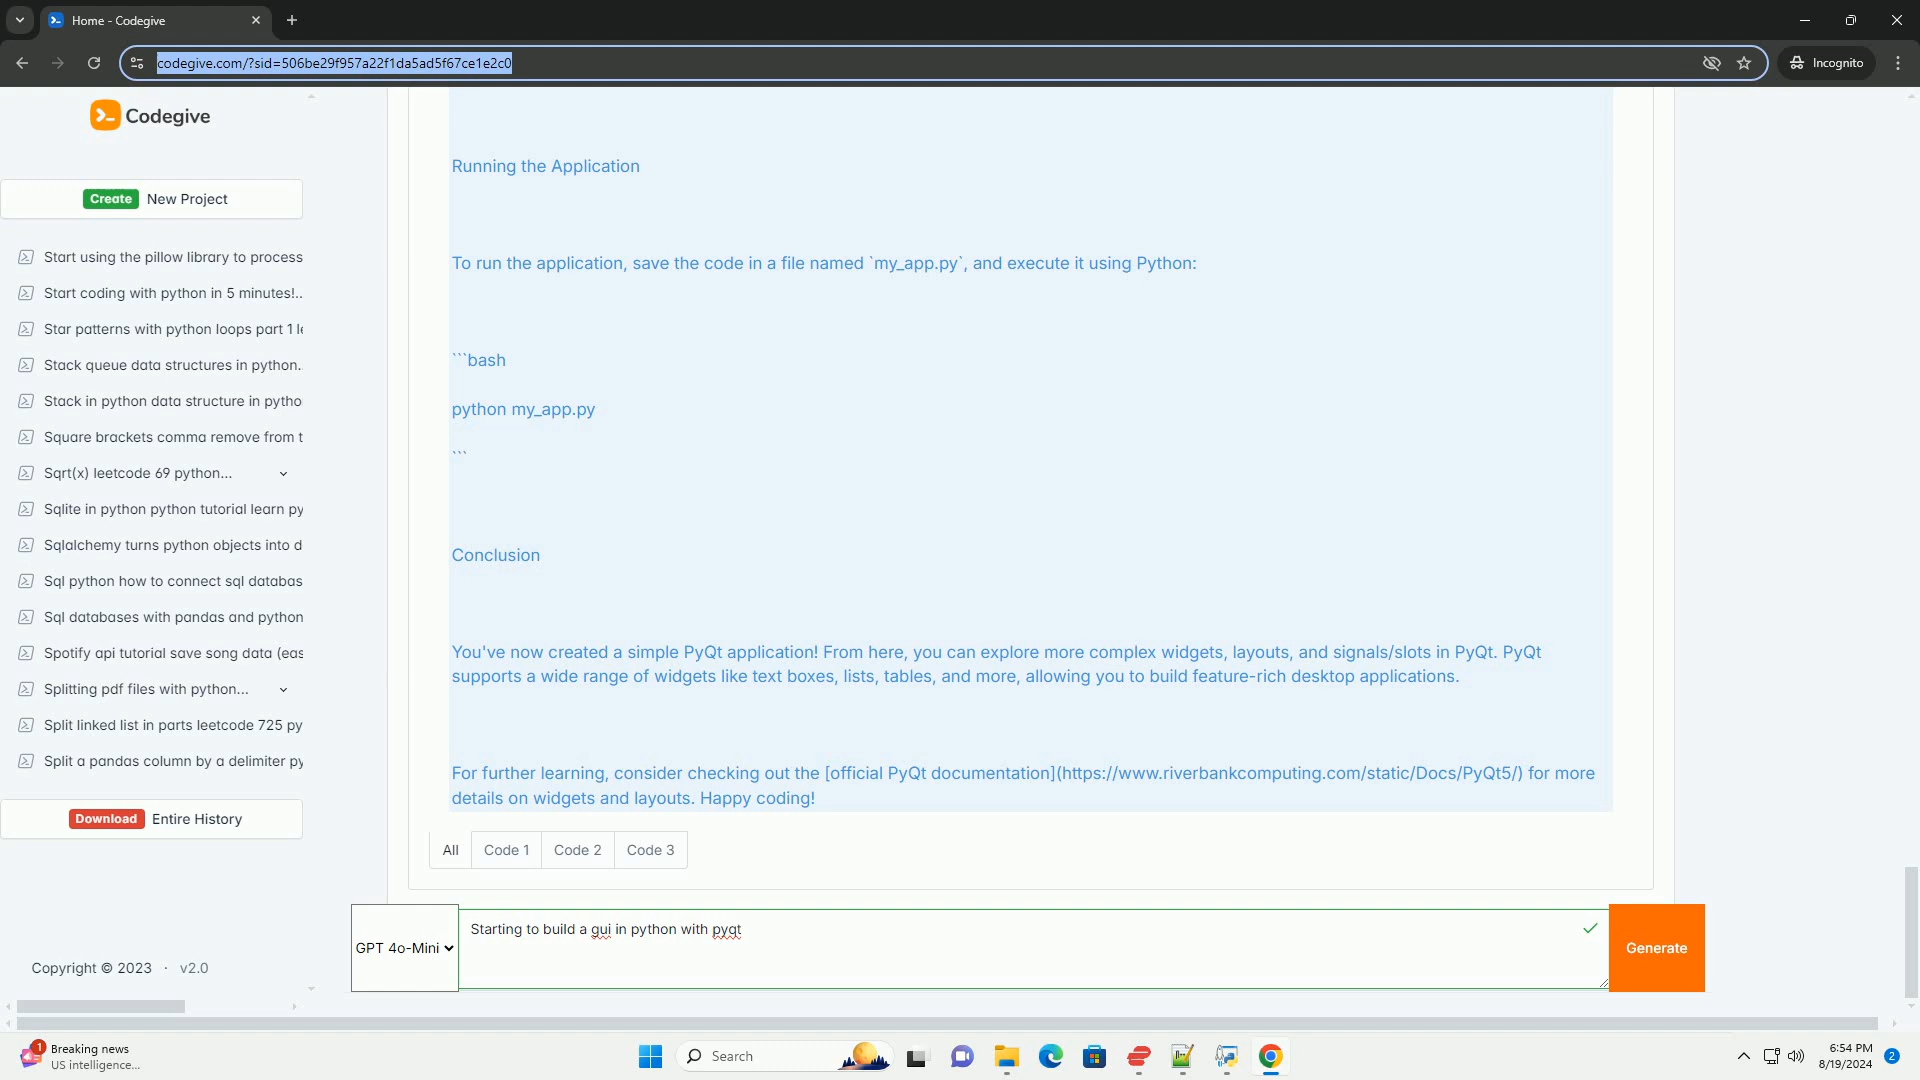 Home - Codegive
codegive.com/?sid=506be29f957a22f1da5ad5f67ce1e2c0
Incognito
Codegive
Create New Project
Start using the pillow library to process
Start coding with python in 5 minutes!..
Star patterns with python loops part 1 l
Stack queue data structures in python.
Stack in python data structure in pytho
Square brackets comma remove from t
Sqrt(x) leetcode 69 python...
Sqlite in python python tutorial learn py
Sqlalchemy turns python objects into d
Sql python how to connect sql databas
Sql databases with pandas and python
Spotify api tutorial save song data (eas
Splitting pdf files with python...
Split linked list in parts leetcode 725 py
Split a pandas column by a delimiter py
Download Entire History
Copyright © 2023 · v2.0
Running the Application
To run the application, save the code in a file named `my_app.py`, and execute it using Python:
```bash
python my_app.py
```
Conclusion
You've now created a simple PyQt application! From here, you can explore more complex widgets, layouts, and signals/slots in PyQt. PyQt
supports a wide range of widgets like text boxes, lists, tables, and more, allowing you to build feature-rich desktop applications.
For further learning, consider checking out the [official PyQt documentation](https://www.riverbankcomputing.com/static/Docs/PyQt5/) for more
details on widgets and layouts. Happy coding!
All Code 1 Code 2 Code 3
GPT 4o-Mini
Starting to build a gui in python with pyqt
Generate
1
Breaking news
US intelligence...
Search
6:54 PM
8/19/2024
2